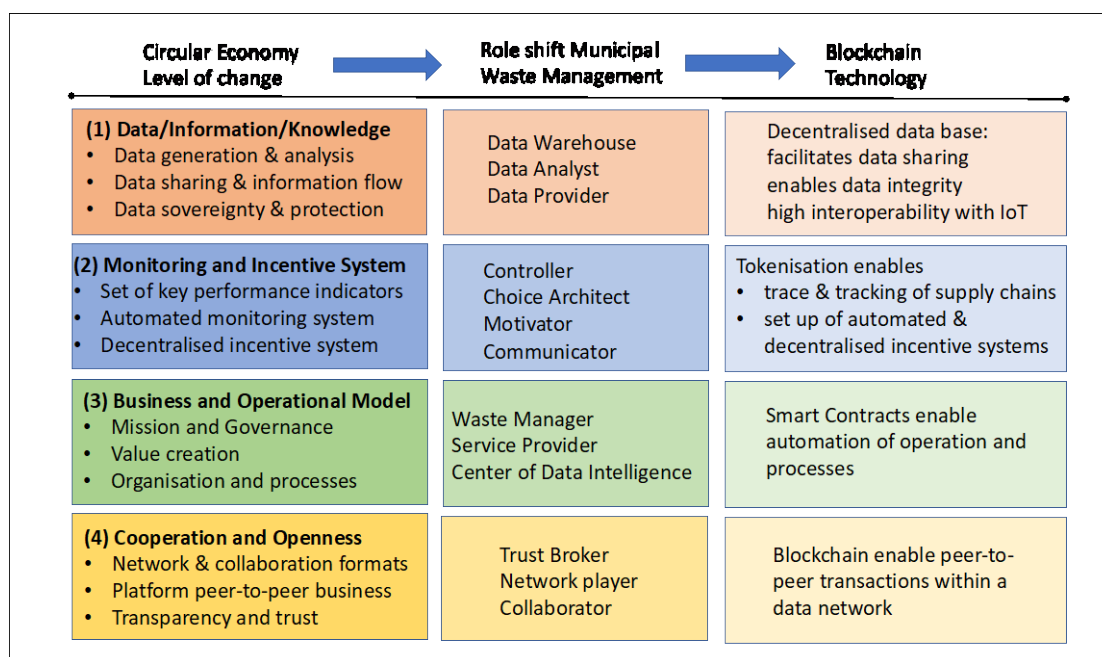 Circular Economy
Level of change
Role shift Municipal
Waste Management
Blockchain
Technology
(1) Data/Information/Knowledge
• Data generation & analysis
• Data sharing & information flow
• Data sovereignty & protection
Data Warehouse
Data Analyst
Data Provider
Decentralised data base:
facilitates data sharing
enables data integrity
high interoperability with IoT
(2) Monitoring and Incentive System
• Set of key performance indicators
• Automated monitoring system
• Decentralised incentive system
Controller
Choice Architect
Motivator
Communicator
Tokenisation enables
• trace & tracking of supply chains
• set up of automated &
decentralised incentive systems
(3) Business and Operational Model
• Mission and Governance
• Value creation
• Organisation and processes
Waste Manager
Service Provider
Center of Data Intelligence
Smart Contracts enable
automation of operation and
processes
(4) Cooperation and Openness
• Network & collaboration formats
• Platform peer-to-peer business
• Transparency and trust
Trust Broker
Network player
Collaborator
Blockchain enable peer-to-
peer transactions within a
data network